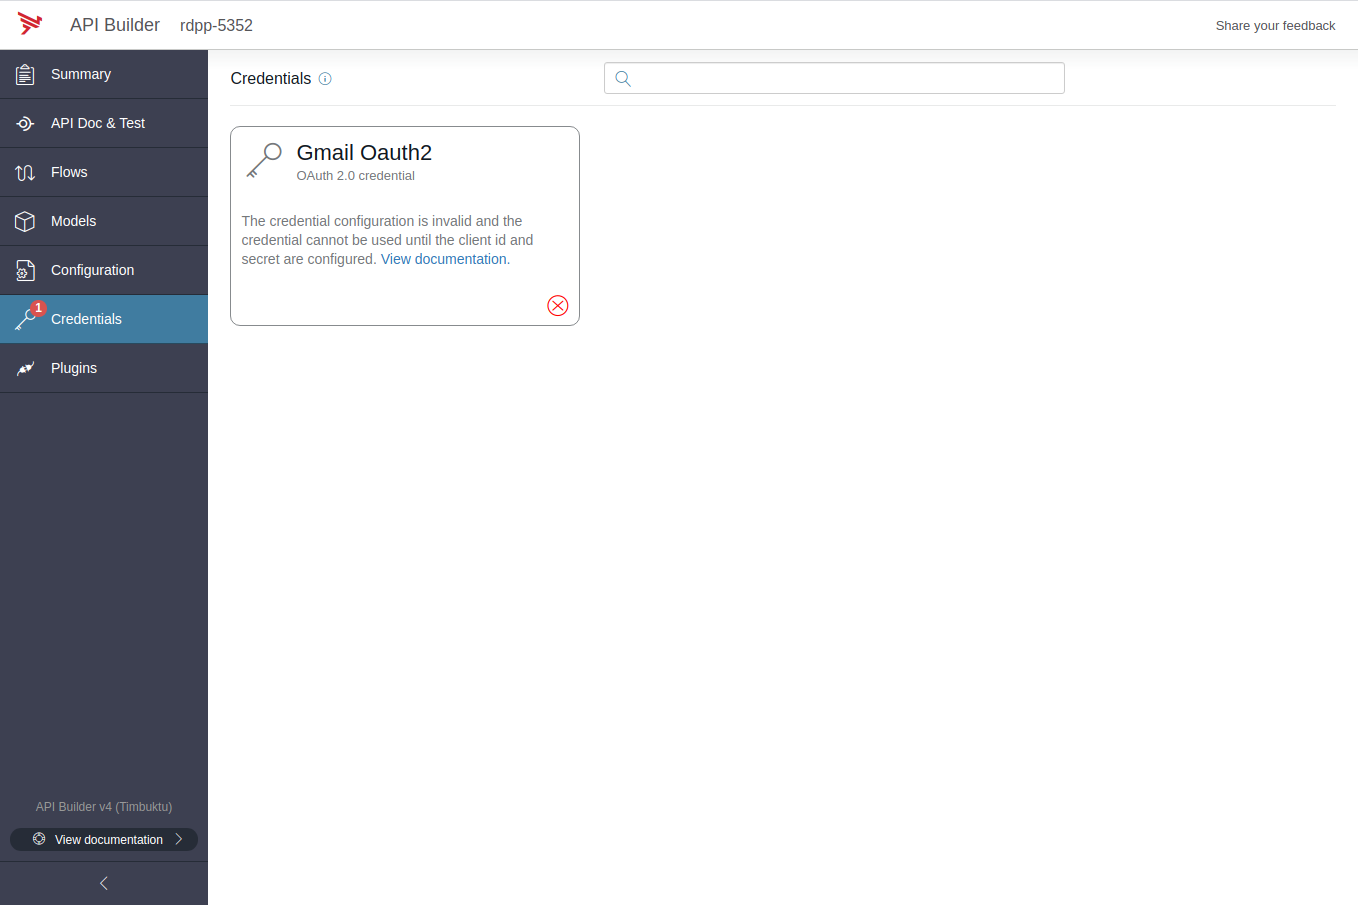 API Builder rdpp-5352
Share your feedback
Summary
API Doc & Test
Flows
Models
Configuration
1
Credentials
Plugins
API Builder v4 (Timbuktu)
View documentation
Credentials
Gmail Oauth2
OAuth 2.0 credential
The credential configuration is invalid and the
credential cannot be used until the client id and
secret are configured. View documentation.